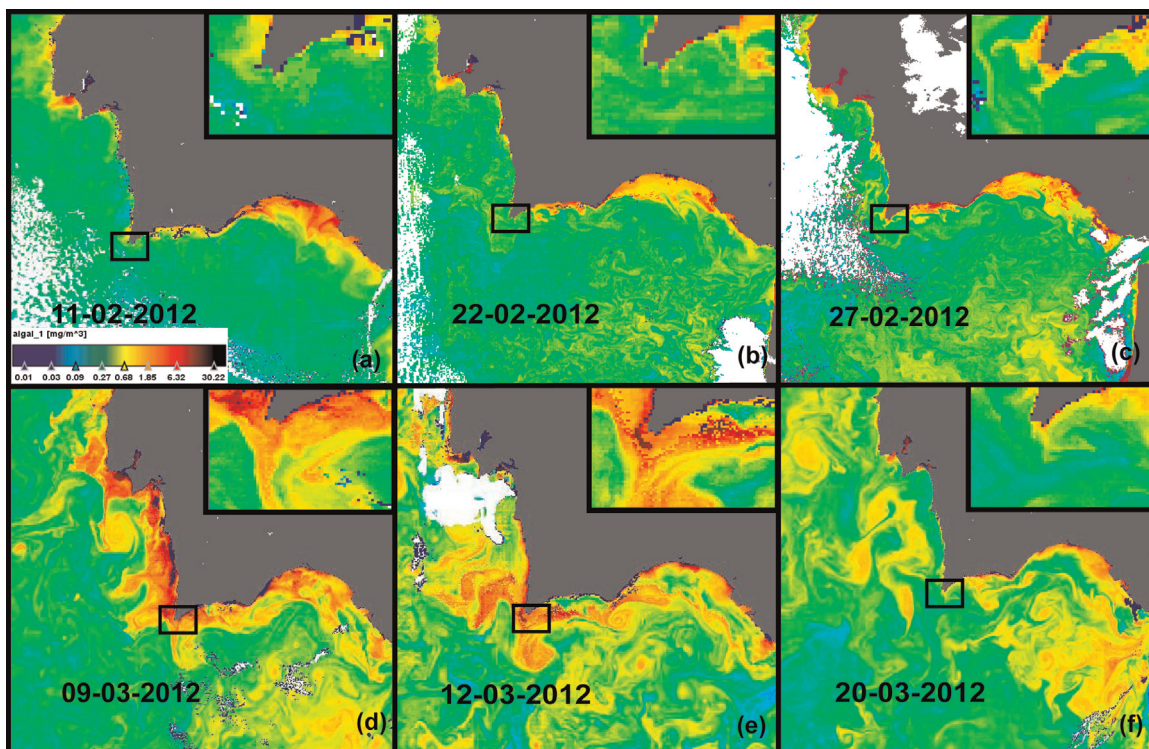 11-02-2012
algal_1 [mg/m^3]
0.01 0.03 0.09 0.27 0.68 1.85 6.32 30.22
(a)
22-02-2012
(b)
27-02-2012
(c)
09-03-2012
(d)
12-03-2012
(e)
20-03-2012
(f)